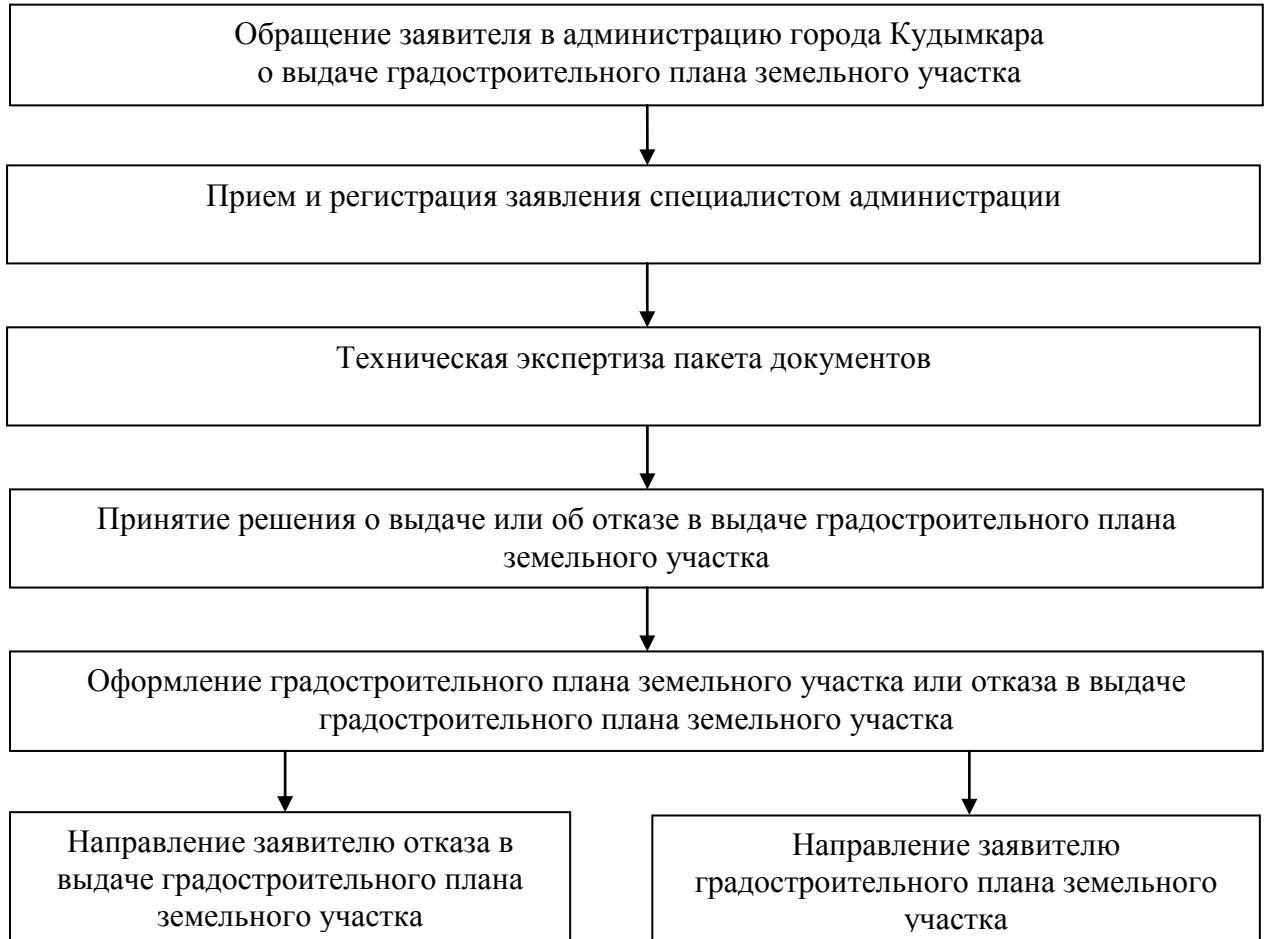 Обращение заявителя в администрацию города Кудымкара
о выдаче градостроительного плана земельного участка
Прием и регистрация заявления специалистом администрации
Техническая экспертиза пакета документов
Принятие решения о выдаче или об отказе в выдаче градостроительного плана
земельного участка
Оформление градостроительного плана земельного участка или отказа в выдаче
градостроительного плана земельного участка
Направление заявителю отказа в
выдаче градостроительного плана
земельного участка
Направление заявителю
градостроительного плана земельного
участка